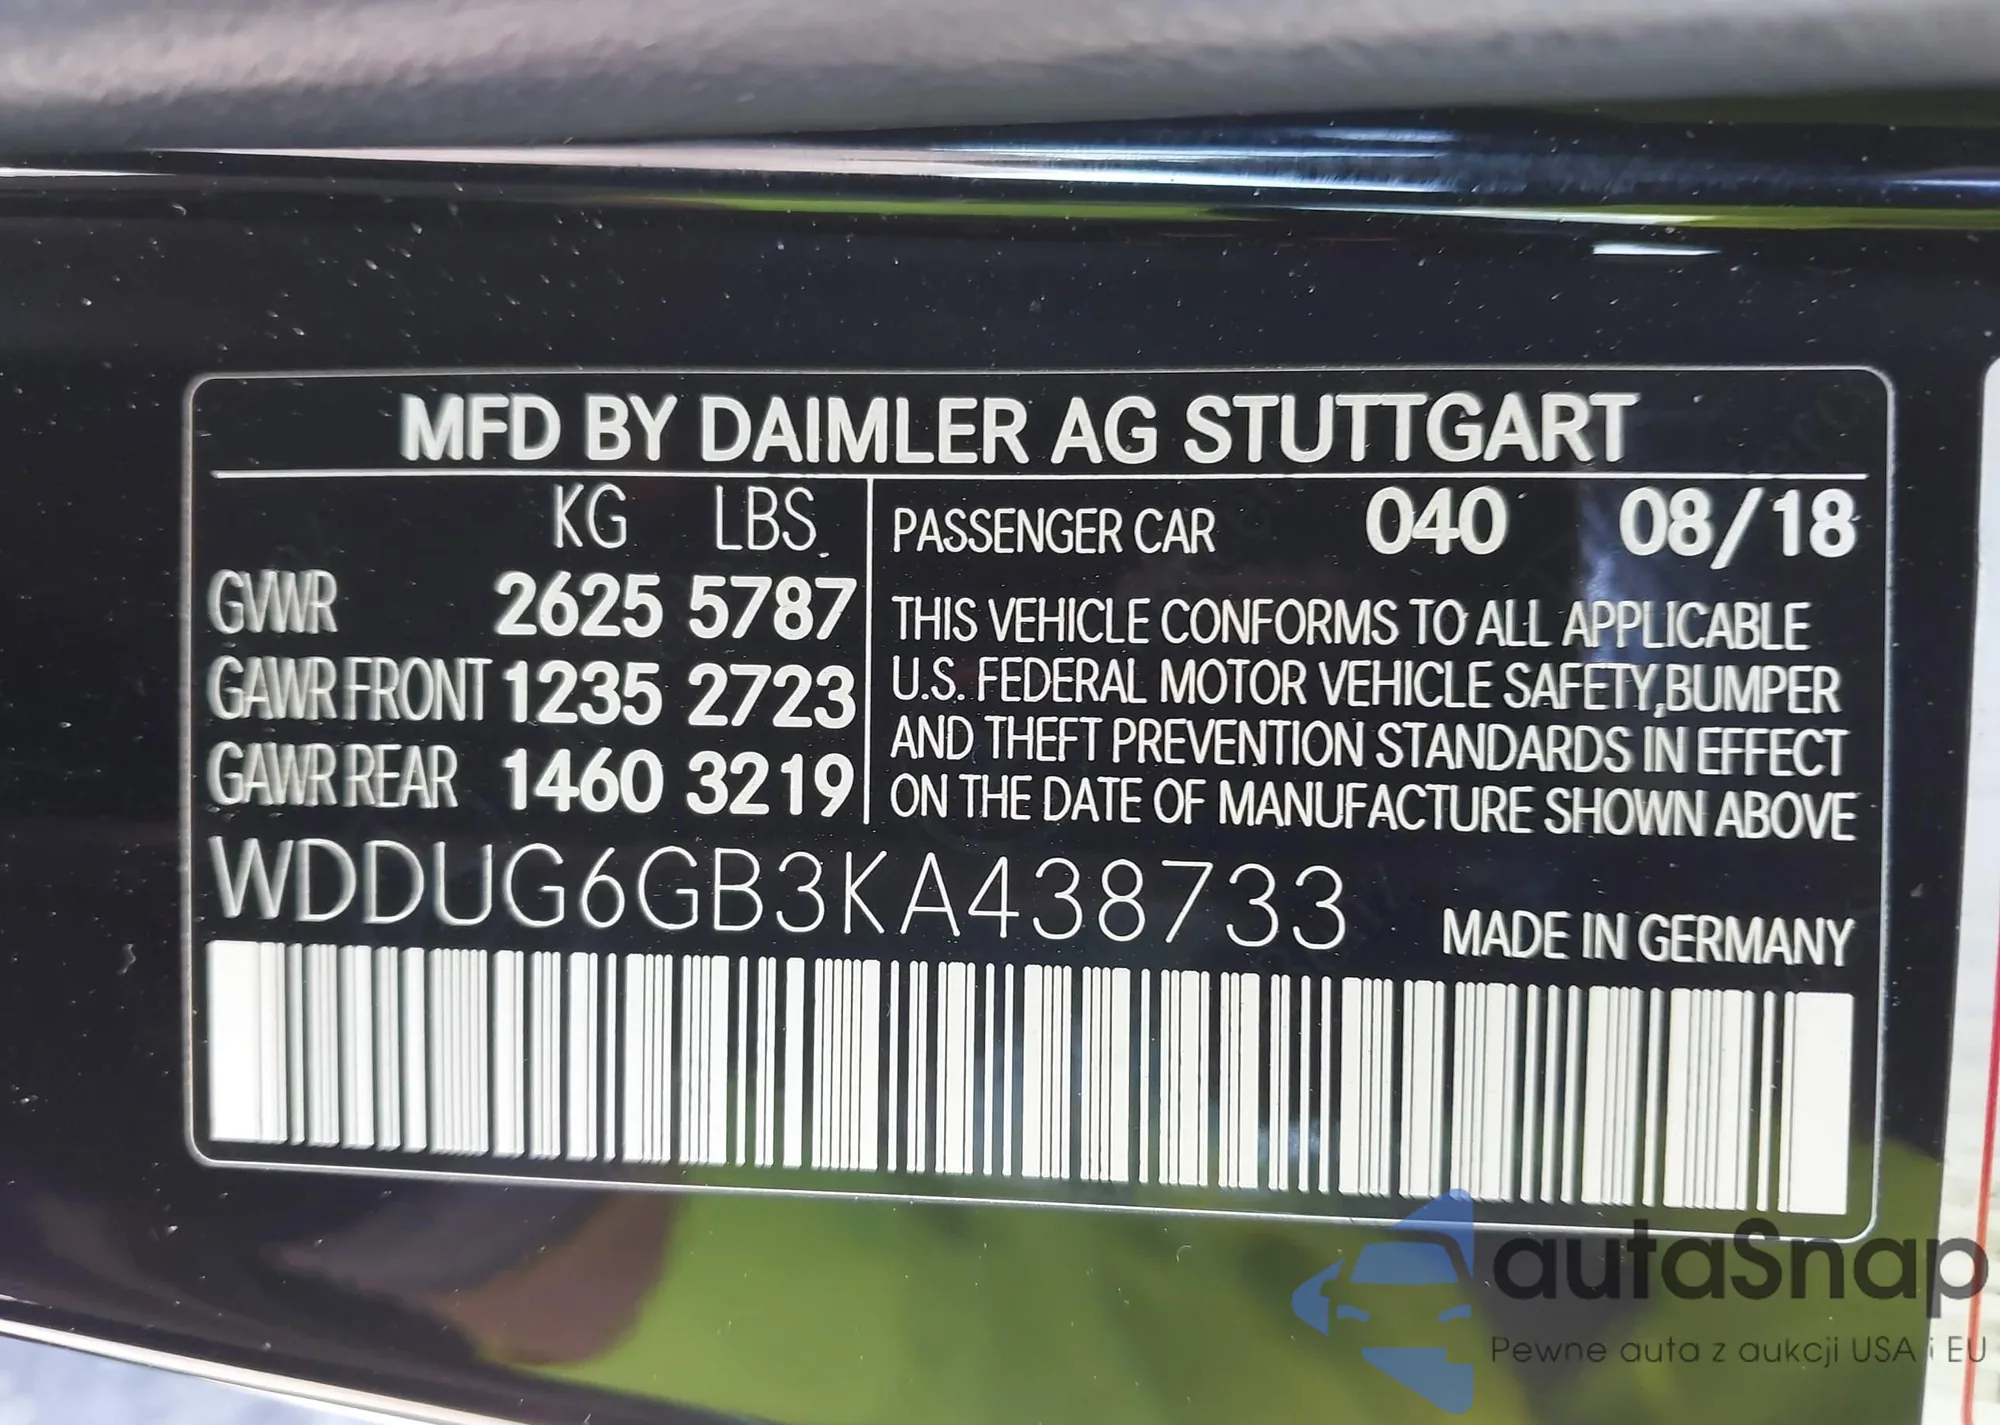 MFD BY DAIMLER AG STUTTGART
KG LBS
GVWR 2625 5787
GAWR FRONT 1235 2723
GAWR REAR 1460 3219
PASSENGER CAR 040 08/18
THIS VEHICLE CONFORMS TO ALL APPLICABLE
U.S. FEDERAL MOTOR VEHICLE SAFETY,BUMPER
AND THEFT PREVENTION STANDARDS IN EFFECT
ON THE DATE OF MANUFACTURE SHOWN ABOVE
WDDUG6GB3KA438733
MADE IN GERMANY
autaSnap
Pewne auta z aukcji USA i EU